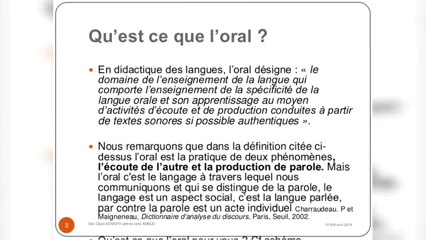 Qu'est ce que l'oral ?
• En didactique des langues, l'oral désigne : « le
domaine de l'enseignement de la langue qui
comporte l'enseignement de la spécificité de la
langue orale et son apprentissage au moyen
d'activités d'écoute et de production conduites à partir
de textes sonores si possible authentiques ».
• Nous remarquons que dans la définition citée ci-
dessus l'oral est la pratique de deux phénomènes,
l'écoute de l'autre et la production de parole. Mais
l'oral c'est le langage à travers lequel nous
communiquons et qui se distingue de la parole, le
langage est un aspect social, c'est la langue parlée,
par contre la parole est un acte individuel Charraudeau. P et
Maigneneau, Dictionnaire d'analyse du discours, Paris, Seuil, 2002.
3